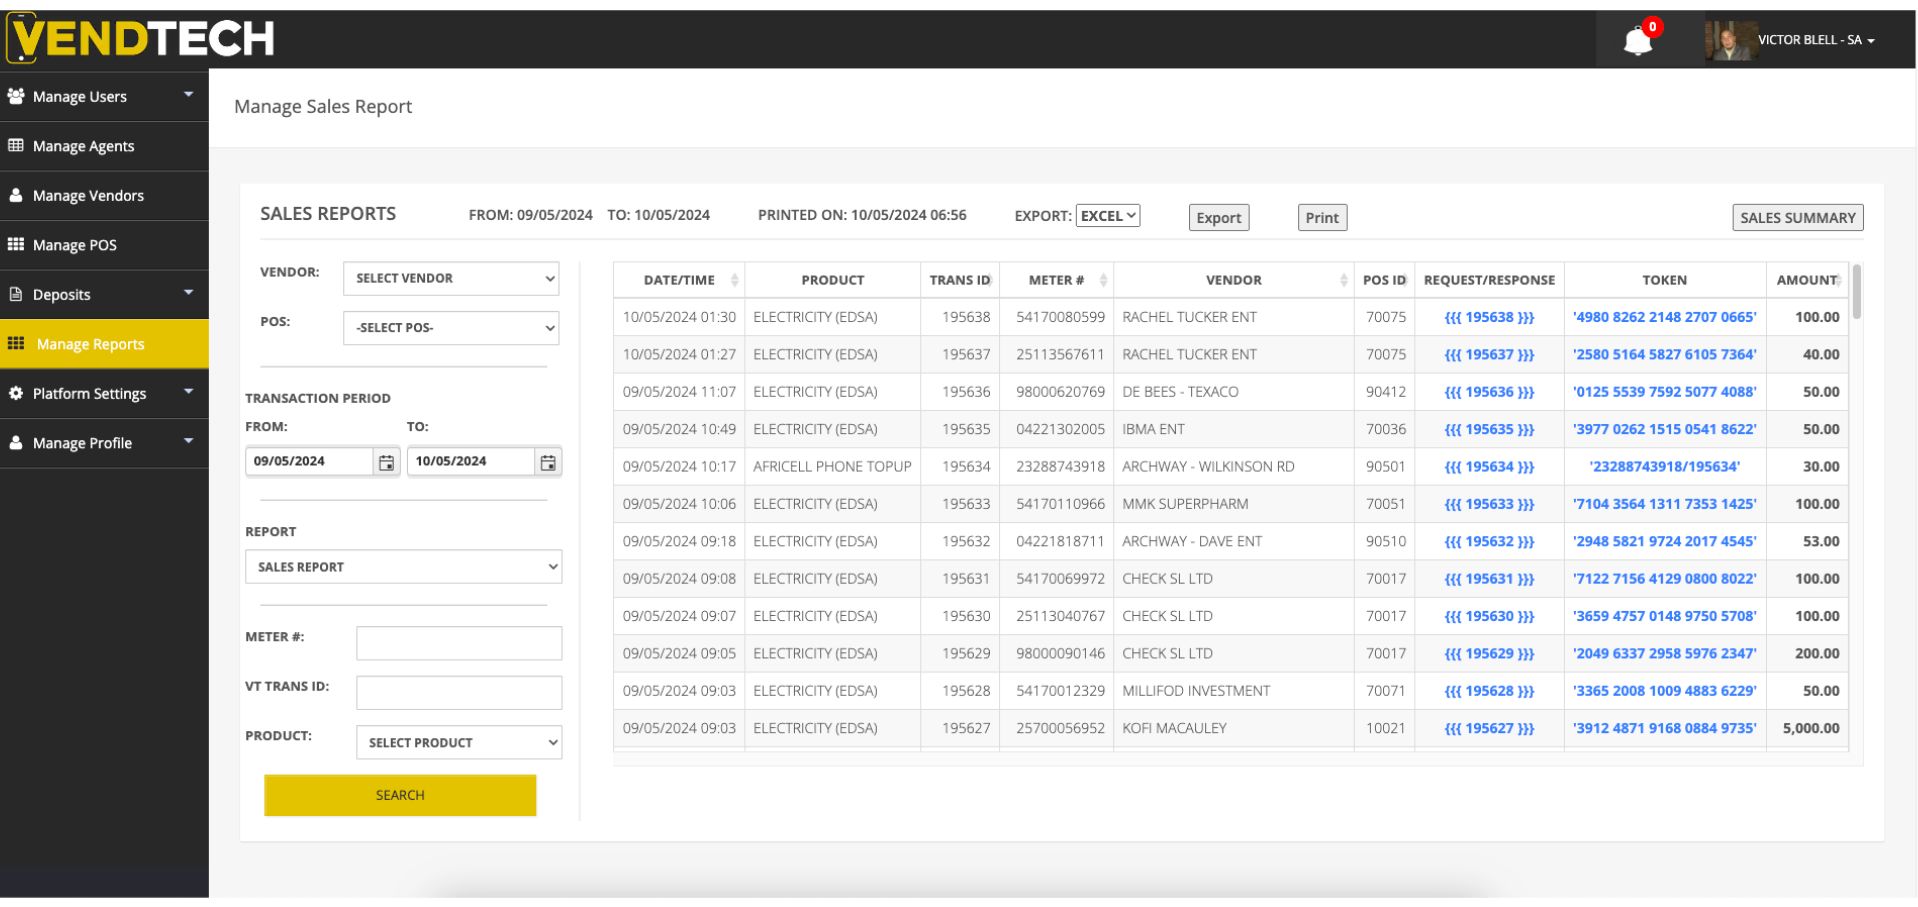 VENDTECH
0
VICTOR BLELL - SA
Manage Users
Manage Agents
Manage Vendors
Manage POS
Deposits
Manage Reports
Platform Settings
Manage Profile
Manage Sales Report
SALES REPORTS FROM: 09/05/2024 TO: 10/05/2024 PRINTED ON: 10/05/2024 06:56 EXPORT: EXCEL Export Print SALES SUMMARY
VENDOR: SELECT VENDOR
POS: -SELECT POS-
TRANSACTION PERIOD
FROM: TO:
09/05/2024 10/05/2024
REPORT
SALES REPORT
METER #:
VT TRANS ID:
PRODUCT: SELECT PRODUCT
SEARCH
DATE/TIME PRODUCT TRANS ID METER # VENDOR POS ID REQUEST/RESPONSE TOKEN AMOUNT
10/05/2024 01:30 ELECTRICITY (EDSA) 195638 54170080599 RACHEL TUCKER ENT 70075 {{{ 195638 }}} '4980 8262 2148 2707 0665' 100.00
10/05/2024 01:27 ELECTRICITY (EDSA) 195637 25113567611 RACHEL TUCKER ENT 70075 {{{ 195637 }}} '2580 5164 5827 6105 7364' 40.00
09/05/2024 11:07 ELECTRICITY (EDSA) 195636 98000620769 DE BEES - TEXACO 90412 {{{ 195636 }}} '0125 5539 7592 5077 4088' 50.00
09/05/2024 10:49 ELECTRICITY (EDSA) 195635 04221302005 IBMA ENT 70036 {{{ 195635 }}} '3977 0262 1515 0541 8622' 50.00
09/05/2024 10:17 AFRICELL PHONE TOPUP 195634 23288743918 ARCHWAY - WILKINSON RD 90501 {{{ 195634 }}} '23288743918/195634' 30.00
09/05/2024 10:06 ELECTRICITY (EDSA) 195633 54170110966 MMK SUPERPHARM 70051 {{{ 195633 }}} '7104 3564 1311 7353 1425' 100.00
09/05/2024 09:18 ELECTRICITY (EDSA) 195632 04221818711 ARCHWAY - DAVE ENT 90510 {{{ 195632 }}} '2948 5821 9724 2017 4545' 53.00
09/05/2024 09:08 ELECTRICITY (EDSA) 195631 54170069972 CHECK SL LTD 70017 {{{ 195631 }}} '7122 7156 4129 0800 8022' 100.00
09/05/2024 09:07 ELECTRICITY (EDSA) 195630 25113040767 CHECK SL LTD 70017 {{{ 195630 }}} '3659 4757 0148 9750 5708' 100.00
09/05/2024 09:05 ELECTRICITY (EDSA) 195629 98000090146 CHECK SL LTD 70017 {{{ 195629 }}} '2049 6337 2958 5976 2347' 200.00
09/05/2024 09:03 ELECTRICITY (EDSA) 195628 54170012329 MILLIFOD INVESTMENT 70071 {{{ 195628 }}} '3365 2008 1009 4883 6229' 50.00
09/05/2024 09:03 ELECTRICITY (EDSA) 195627 25700056952 KOFI MACAULEY 10021 {{{ 195627 }}} '3912 4871 9168 0884 9735' 5,000.00